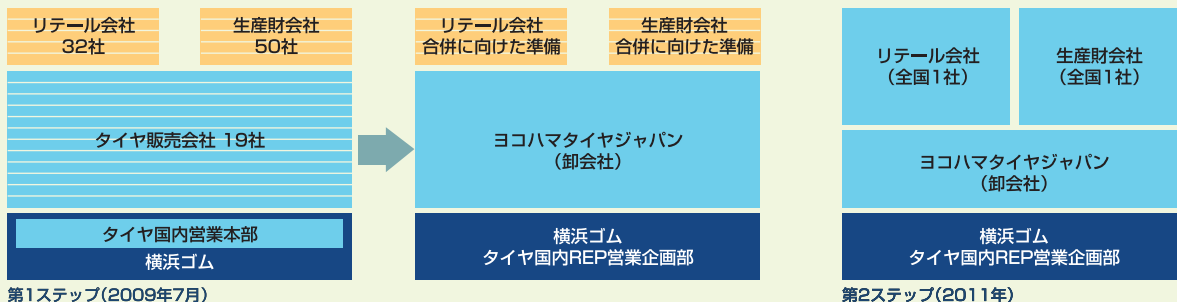 リテール会社
32社
生産財会社
50社
タイヤ販売会社 19社
タイヤ国内営業本部
横浜ゴム
リテール会社
合併に向けた準備
生産財会社
合併に向けた準備
ヨコハマタイヤジャパン
（卸会社）
横浜ゴム
タイヤ国内REP営業企画部
第1ステップ（2009年7月）
リテール会社
（全国1社）
生産財会社
（全国1社）
ヨコハマタイヤジャパン
（卸会社）
横浜ゴム
タイヤ国内REP営業企画部
第2ステップ（2011年）